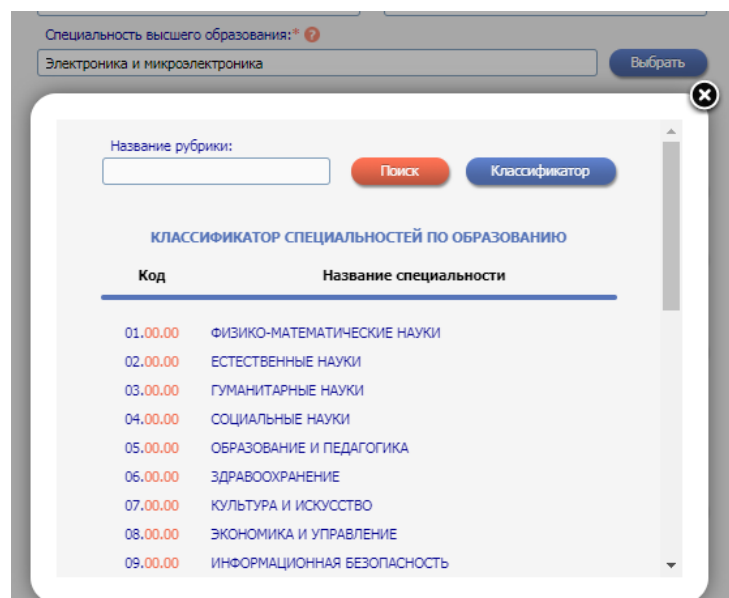 Специальность высшего образования:* ?
Электроника и микроэлектроника
Выбрать
Название рубрики:
Поиск
Классификатор
КЛАССИФИКАТОР СПЕЦИАЛЬНОСТЕЙ ПО ОБРАЗОВАНИЮ
Код Название специальности
01.00.00 ФИЗИКО-МАТЕМАТИЧЕСКИЕ НАУКИ
02.00.00 ЕСТЕСТВЕННЫЕ НАУКИ
03.00.00 ГУМАНИТАРНЫЕ НАУКИ
04.00.00 СОЦИАЛЬНЫЕ НАУКИ
05.00.00 ОБРАЗОВАНИЕ И ПЕДАГОГИКА
06.00.00 ЗДРАВООХРАНЕНИЕ
07.00.00 КУЛЬТУРА И ИСКУССТВО
08.00.00 ЭКОНОМИКА И УПРАВЛЕНИЕ
09.00.00 ИНФОРМАЦИОННАЯ БЕЗОПАСНОСТЬ